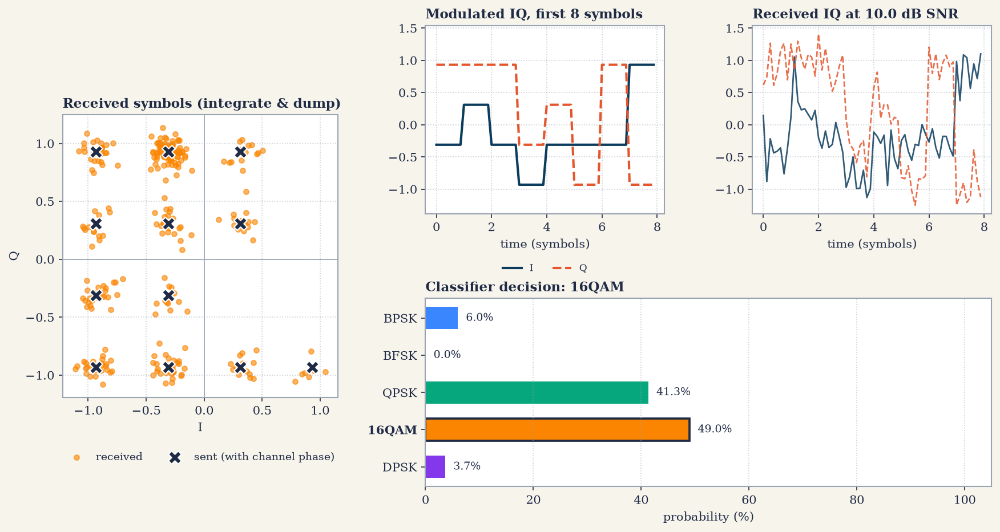 Received symbols (integrate & dump)
1.0
0.5
0.0
−0.5
−1.0
Q
−1.0 −0.5 0.0 0.5 1.0
I
received
sent (with channel phase)
Modulated IQ, first 8 symbols
1.5
1.0
0.5
0.0
−0.5
−1.0
0 2 4 6 8
time (symbols)
I Q
Received IQ at 10.0 dB SNR
1.5
1.0
0.5
0.0
−0.5
−1.0
0 2 4 6 8
time (symbols)
Classifier decision: 16QAM
BPSK 6.0%
BFSK 0.0%
QPSK 41.3%
16QAM 49.0%
DPSK 3.7%
0 20 40 60 80 100
probability (%)